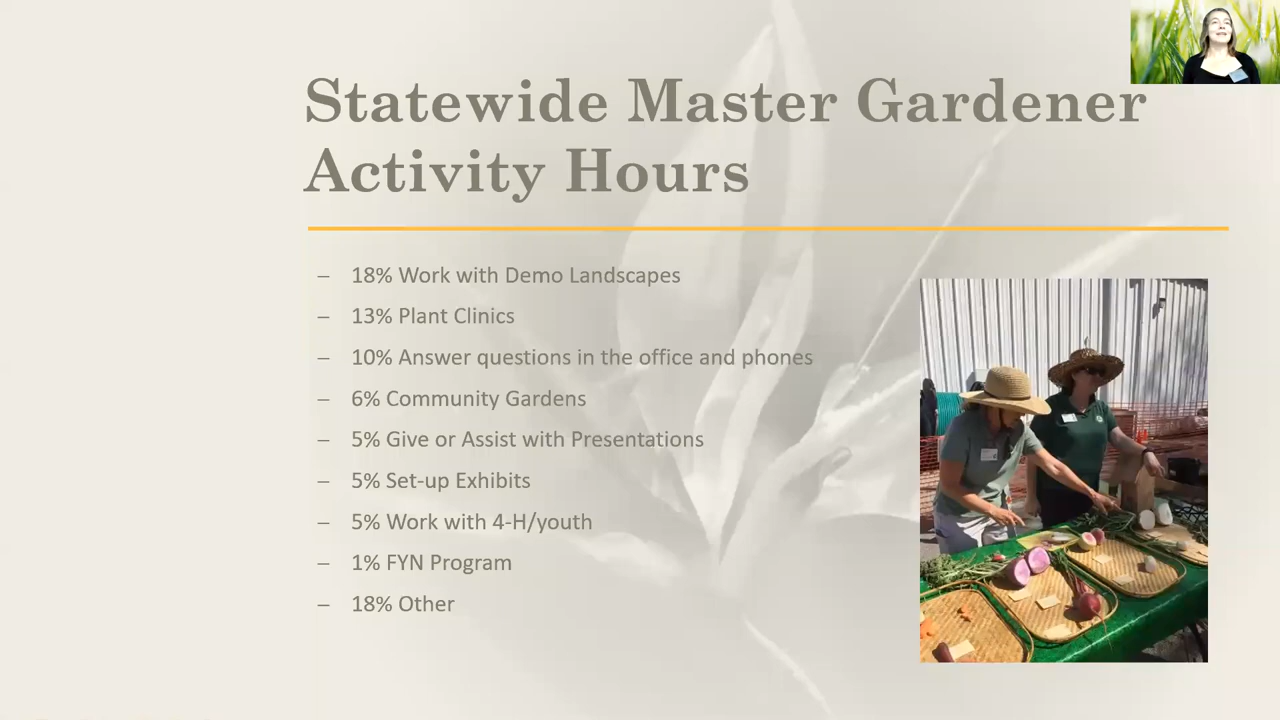 Statewide Master Gardener
Activity Hours
– 18% Work with Demo Landscapes
– 13% Plant Clinics
– 10% Answer questions in the office and phones
– 6% Community Gardens
– 5% Give or Assist with Presentations
– 5% Set-up Exhibits
– 5% Work with 4-H/youth
– 1% FYN Program
– 18% Other